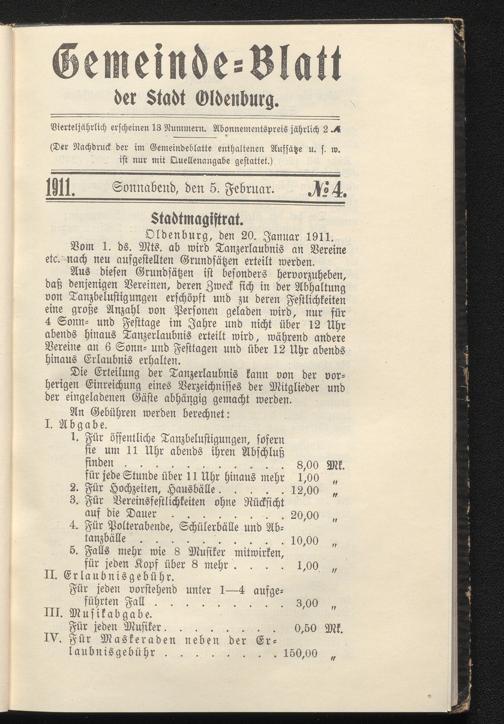 Gemeinde-Blatt
der Stadt Oldenburg.
Vierteljährlich erscheinen 13 Nummern. Abonnementspreis jährlich 2 ℳ
(Der Nachdruck der im Gemeindeblatte enthaltenen Aufsätze u. s. w.
ist nur mit Quellenangabe gestattet.)
1911. Sonnabend, den 5. Februar. № 4.
Stadtmagistrat.
Oldenburg, den 20. Januar 1911.
Vom 1. ds. Mts. ab wird Tanzerlaubnis an Vereine
etc. nach neu aufgestellten Grundsätzen erteilt werden.
Aus diesen Grundsätzen ist besonders hervorzuheben,
daß denjenigen Vereinen, deren Zweck sich in der Abhaltung
von Tanzbelustigungen erschöpft und zu deren Festlichkeiten
eine große Anzahl von Personen geladen wird, nur für
4 Sonn- und Festtage im Jahre und nicht über 12 Uhr
abends hinaus Tanzerlaubnis erteilt wird, während andere
Vereine an 6 Sonn- und Festtagen und über 12 Uhr abends
hinaus Erlaubnis erhalten.
Die Erteilung der Tanzerlaubnis kann von der vor-
herigen Einreichung eines Verzeichnisses der Mitglieder und
der eingeladenen Gäste abhängig gemacht werden.
An Gebühren werden berechnet:
I. Abgabe.
1. Für öffentliche Tanzbelustigungen, sofern
sie um 11 Uhr abends ihren Abschluß
finden . . . . . . . . . . . 8,00 Mk.
für jede Stunde über 11 Uhr hinaus mehr 1,00 „
2. Für Hochzeiten, Hausbälle . . . . . 12,00 „
3. Für Vereinsfestlichkeiten ohne Rücksicht
auf die Dauer . . . . . . . . 20,00 „
4. Für Polterabende, Schülerbälle und Ab-
tanzbälle . . . . . . . . . . 10,00 „
5. Falls mehr wie 8 Musiker mitwirken,
für jeden Kopf über 8 mehr . . . . 1,00 „
II. Erlaubnisgebühr.
Für jeden vorstehend unter 1—4 aufge-
führten Fall . . . . . . . . . 3,00 „
III. Musikabgabe.
Für jeden Musiker . . . . . . . . 0,50 Mk.
IV. Für Maskeraden neben der Er-
laubnisgebühr . . . . . . . . 150,00 „